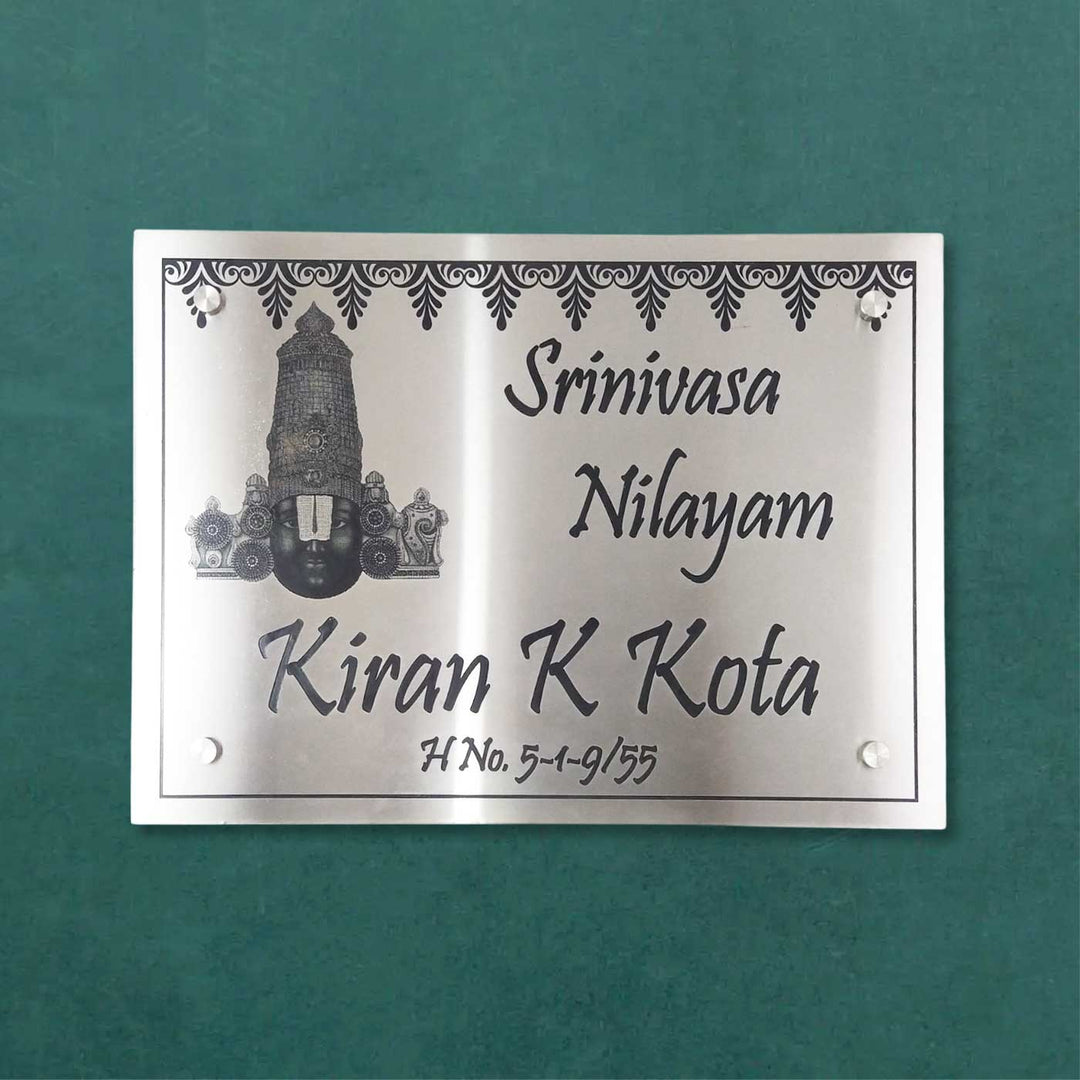 Srinivasa
Nilayam
Kiran K Kota
H No. 5-1-9/55